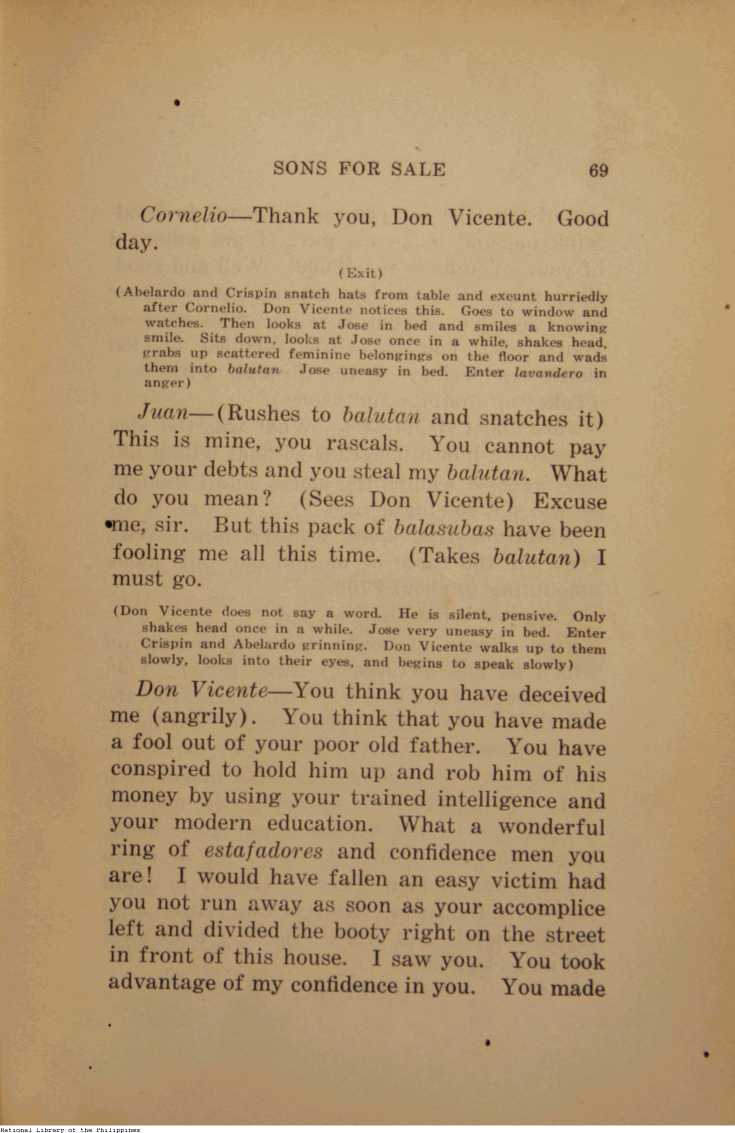 SONS FOR SALE 69
Cornelio—Thank you, Don Vicente. Good
day.
(Exit)
(Abelardo and Crispin snatch hats from table and exeunt hurriedly
after Cornelio. Don Vicente notices this. Goes to window and
watches. Then looks at Jose in bed and smiles a knowing
smile. Sits down, looks at Jose once in a while, shakes head,
grabs up scattered feminine belongings on the floor and wads
them into balutan. Jose uneasy in bed. Enter lavandero in
anger)
Juan—(Rushes to balutan and snatches it)
This is mine, you rascals. You cannot pay
me your debts and you steal my balutan. What
do you mean? (Sees Don Vicente) Excuse
me, sir. But this pack of balasubas have been
fooling me all this time. (Takes balutan) I
must go.
(Don Vicente does not say a word. He is silent, pensive. Only
shakes head once in a while. Jose very uneasy in bed. Enter
Crispin and Abelardo grinning. Don Vicente walks up to them
slowly, looks into their eyes, and begins to speak slowly)
Don Vicente—You think you have deceived
me (angrily). You think that you have made
a fool out of your poor old father. You have
conspired to hold him up and rob him of his
money by using your trained intelligence and
your modern education. What a wonderful
ring of estafadores and confidence men you
are! I would have fallen an easy victim had
you not run away as soon as your accomplice
left and divided the booty right on the street
in front of this house. I saw you. You took
advantage of my confidence in you. You made
National Library of the Philippines